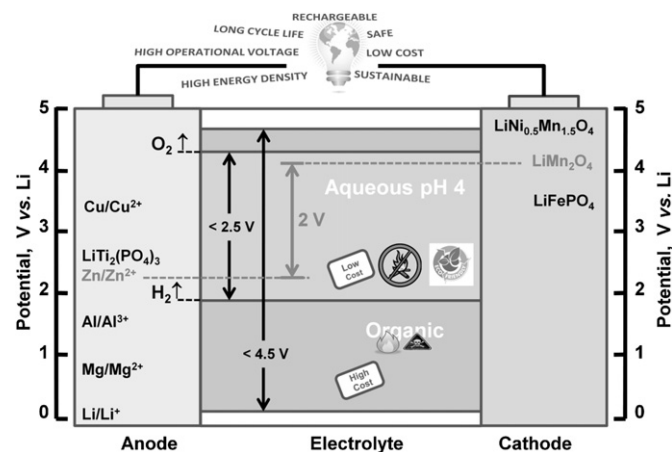 RECHARGEABLE
LONG CYCLE LIFE
SAFE
HIGH OPERATIONAL VOLTAGE
LOW COST
HIGH ENERGY DENSITY
SUSTAINABLE
5
4
3
2
1
0
Potential, V vs. Li
O₂ ↑
Cu/Cu²⁺
LiTi₂(PO₄)₃
Zn/Zn²⁺
H₂ ↑
Al/Al³⁺
Mg/Mg²⁺
Li/Li⁺
< 2.5 V
2 V
< 4.5 V
Aqueous pH 4
Low
Cost
Organic
High
Cost
LiNi₀.₅Mn₁.₅O₄
LiMn₂O₄
LiFePO₄
5
4
3
2
1
0
Potential, V vs. Li
Anode
Electrolyte
Cathode